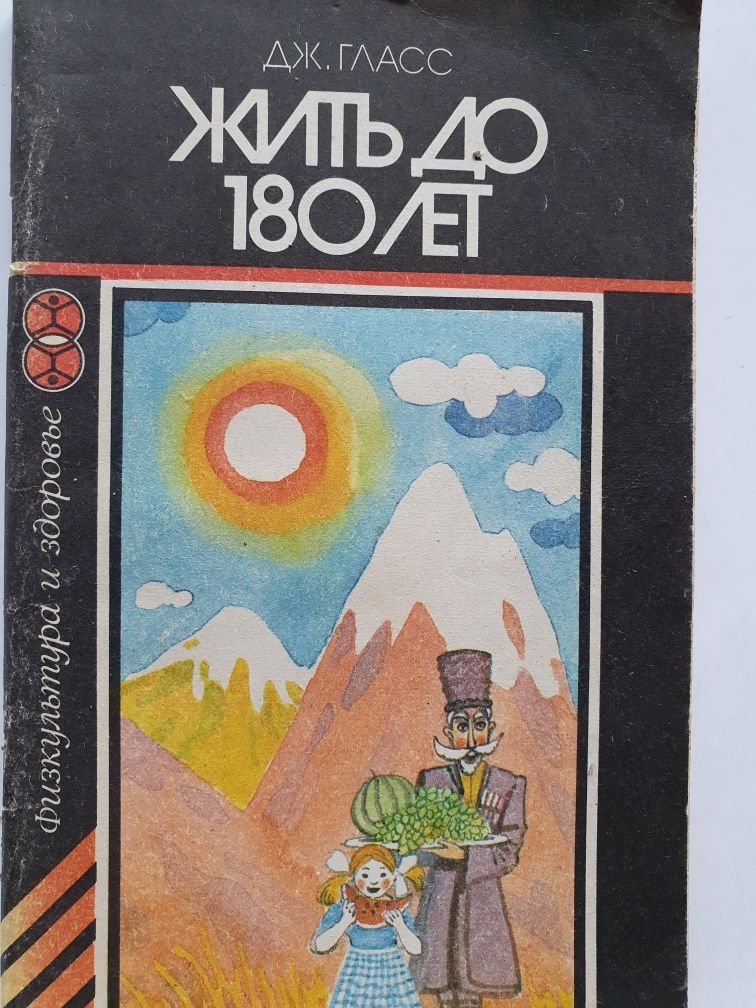 ДЖ. ГЛАСС
ЖИТЬ ДО
180 ЛЕТ
Физкультура и здоровье